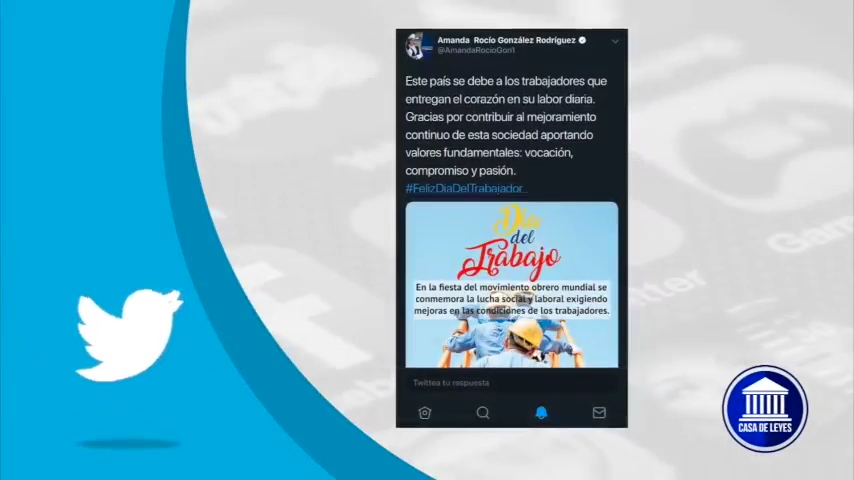 Amanda Rocío González Rodríguez
@AmandaRocioGon1
Este país se debe a los trabajadores que
entregan el corazón en su labor diaria.
Gracias por contribuir al mejoramiento
continuo de esta sociedad aportando
valores fundamentales: vocación,
compromiso y pasión.
#FelizDiaDelTrabajador...
Día
del
Trabajo
En la fiesta del movimiento obrero mundial se
conmemora la lucha social y laboral exigiendo
mejoras en las condiciones de los trabajadores.
Twittea tu respuesta
CASA DE LEYES